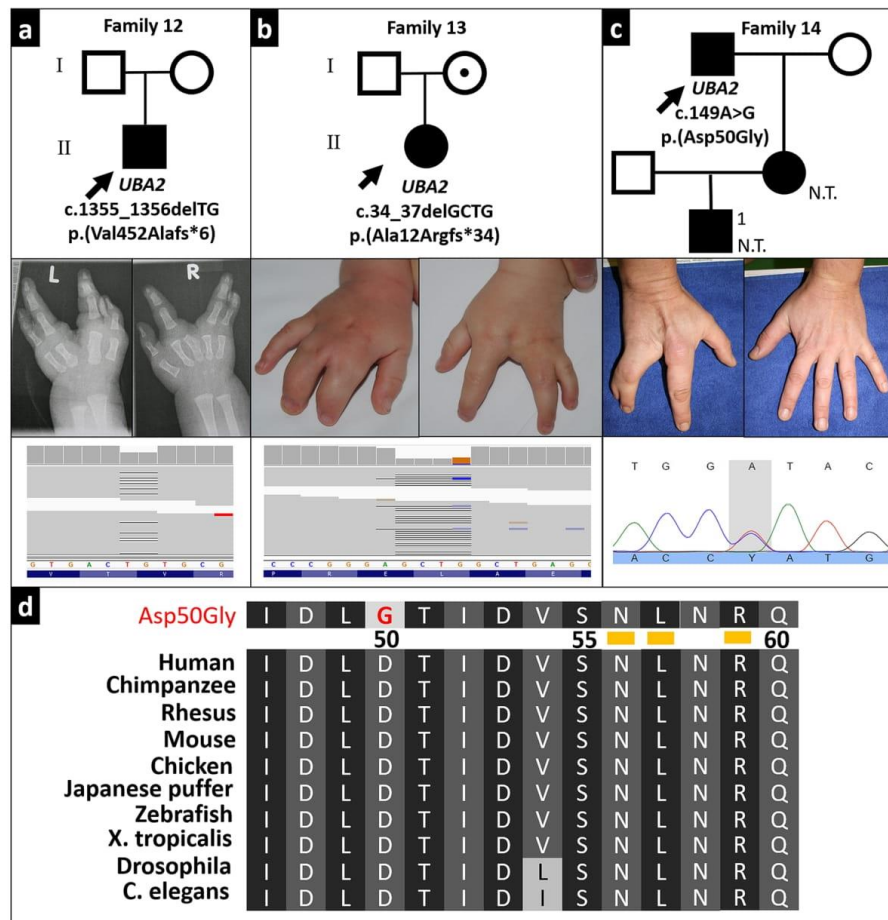 a
Family 12
I
II
UBA2
c.1355_1356delTG
p.(Val452Alafs*6)
L
R
G T G A C T G T G C G
V T V R
b
Family 13
I
II
UBA2
c.34_37delGCTG
p.(Ala12Argfs*34)
C C C G G G A G C T G G C T G A G C
P R E L A E
c
Family 14
UBA2
c.149A>G
p.(Asp50Gly)
N.T.
1
N.T.
T G G A T A C
A C C Y A T G
d
Asp50Gly I D L G T I D V S N L N R Q
50 55 60
Human I D L D T I D V S N L N R Q
Chimpanzee I D L D T I D V S N L N R Q
Rhesus I D L D T I D V S N L N R Q
Mouse I D L D T I D V S N L N R Q
Chicken I D L D T I D V S N L N R Q
Japanese puffer I D L D T I D V S N L N R Q
Zebrafish I D L D T I D V S N L N R Q
X. tropicalis I D L D T I D V S N L N R Q
Drosophila I D L D T I D L S N L N R Q
C. elegans I D L D T I D I S N L N R Q